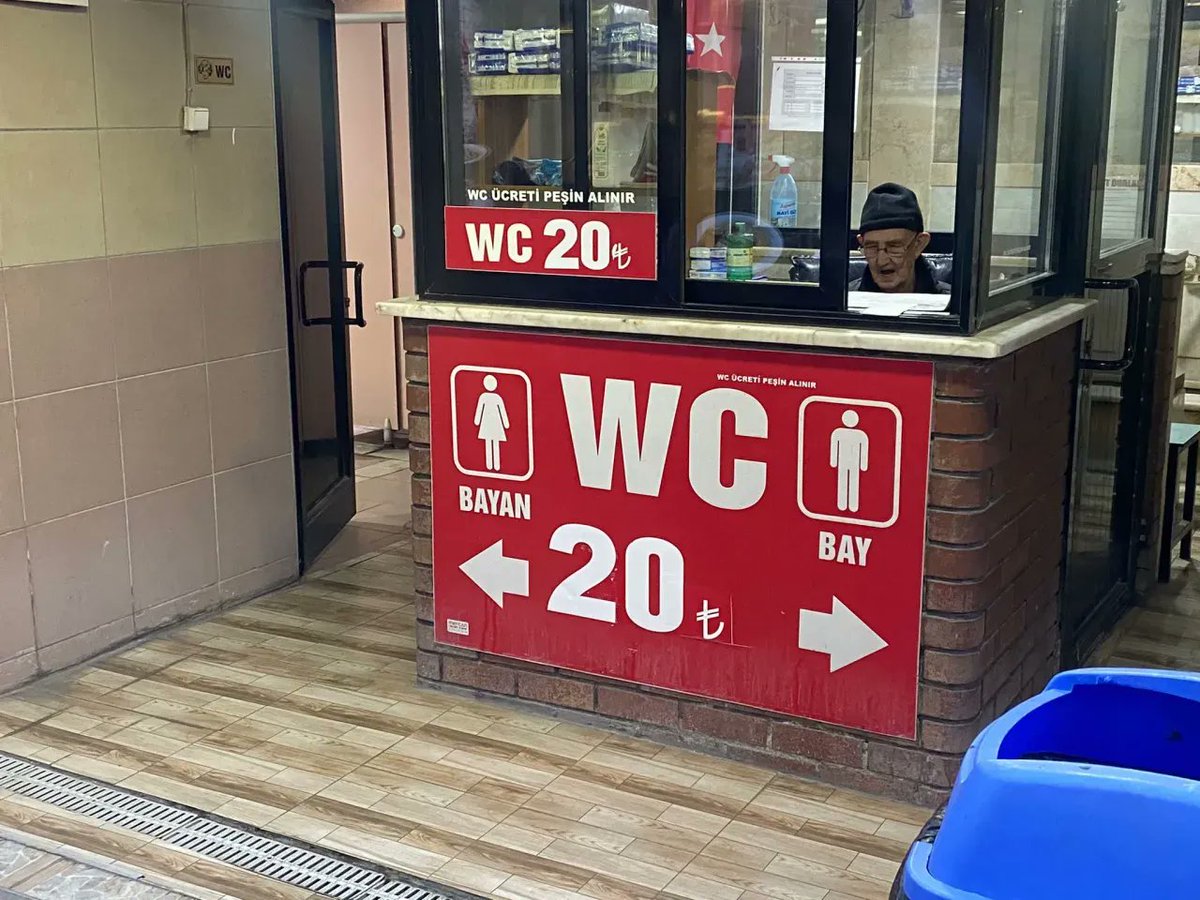 WC
WC ÜCRETİ PEŞİN ALINIR
WC 20₺
WC ÜCRETİ PEŞİN ALINIR
WC
BAYAN
BAY
20₺